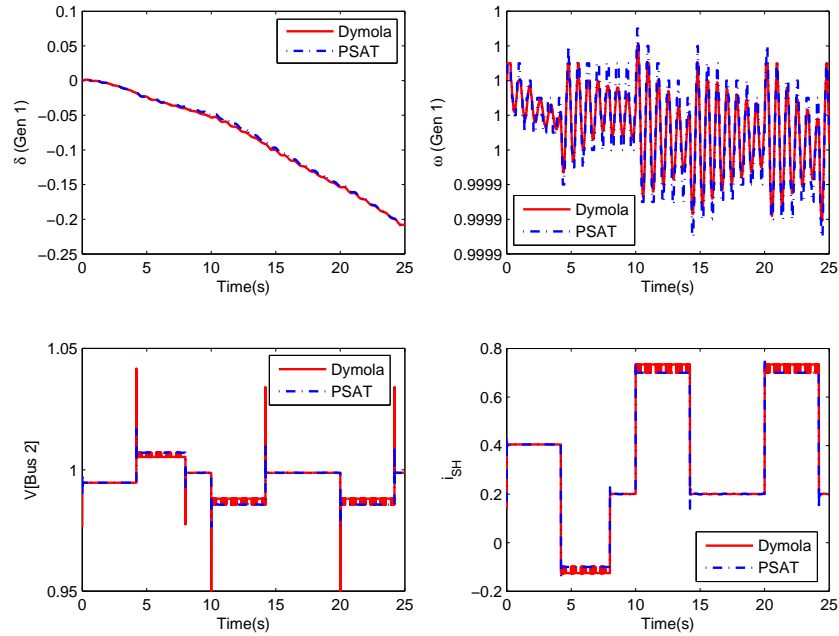 0.1
0.05
0
−0.05
−0.1
−0.15
−0.2
−0.25
δ (Gen 1)
Dymola
PSAT
0 5 10 15 20 25
Time(s)
1
1
1
1
1
0.9999
0.9999
0.9999
ω (Gen 1)
Dymola
PSAT
0 5 10 15 20 25
Time(s)
1.05
1.0
0.95
V[Bus 2]
Dymola
PSAT
0 5 10 15 20 25
Time(s)
0.8
0.6
0.4
0.2
0
−0.2
i_SH
Dymola
PSAT
0 5 10 15 20 25
Time(s)